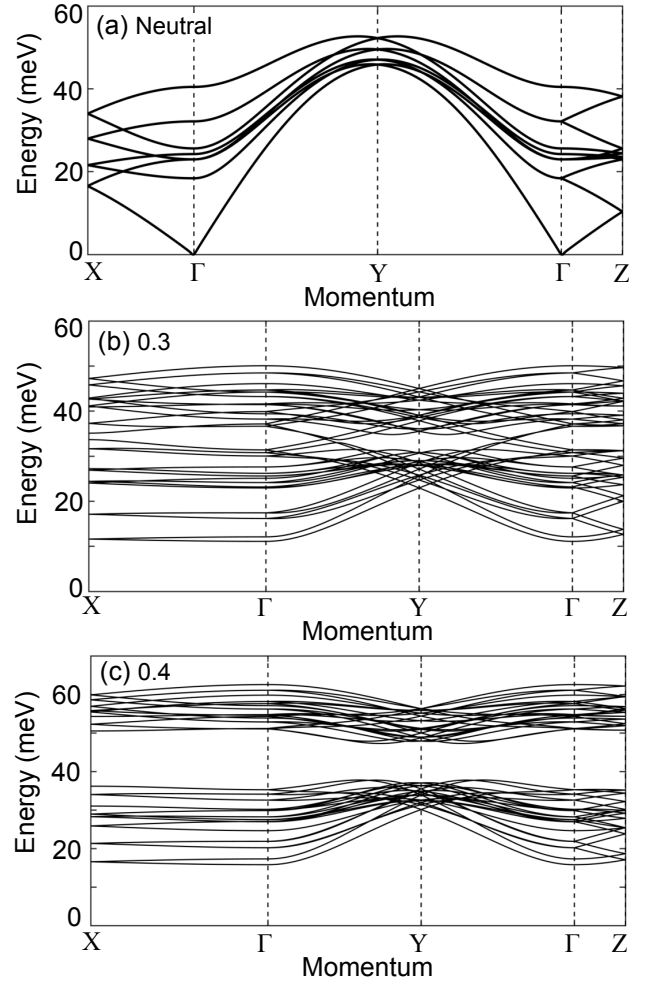 (a) Neutral
60
40
20
0
Energy (meV)
X Γ Y Γ Z
Momentum
(b) 0.3
60
40
20
0
Energy (meV)
X Γ Y Γ Z
Momentum
(c) 0.4
60
40
20
0
Energy (meV)
X Γ Y Γ Z
Momentum